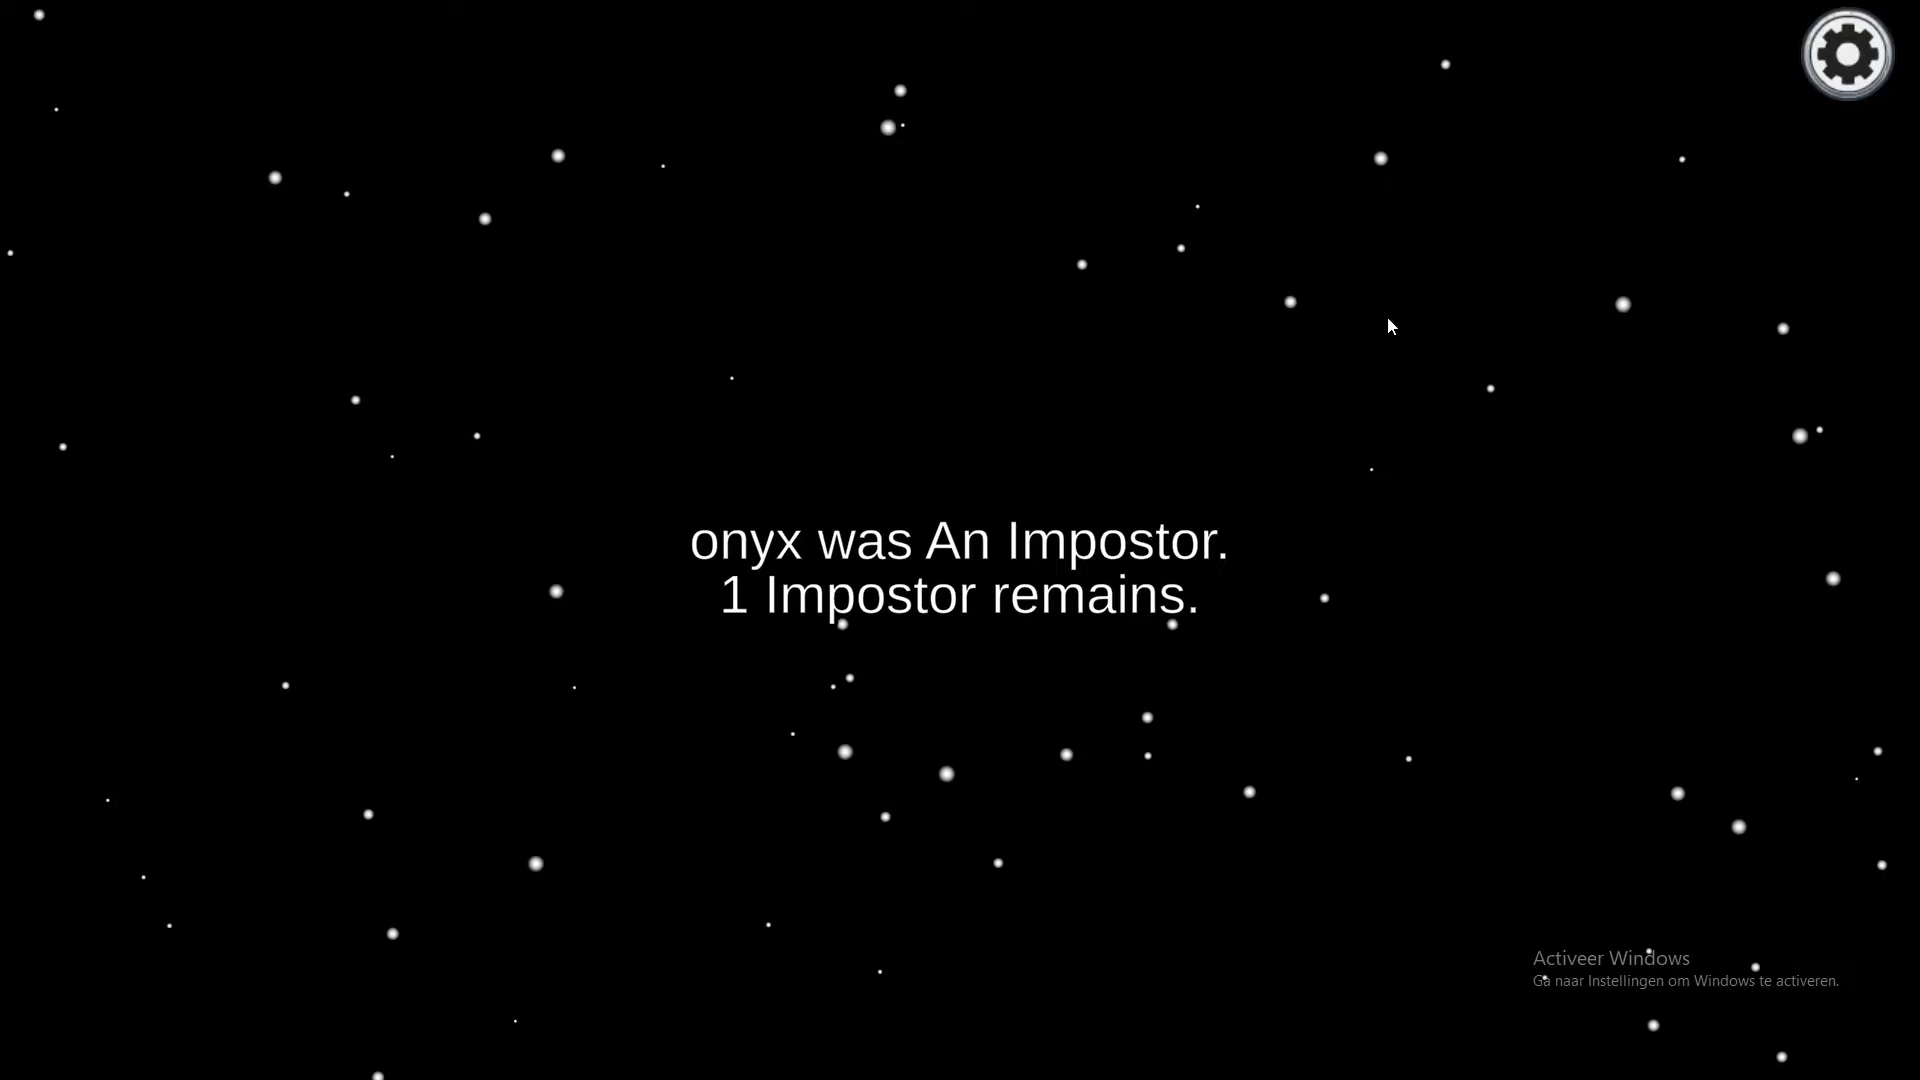 onyx was An Impostor.
1 Impostor remains.
Activeer Windows
Ga naar Instellingen om Windows te activeren.